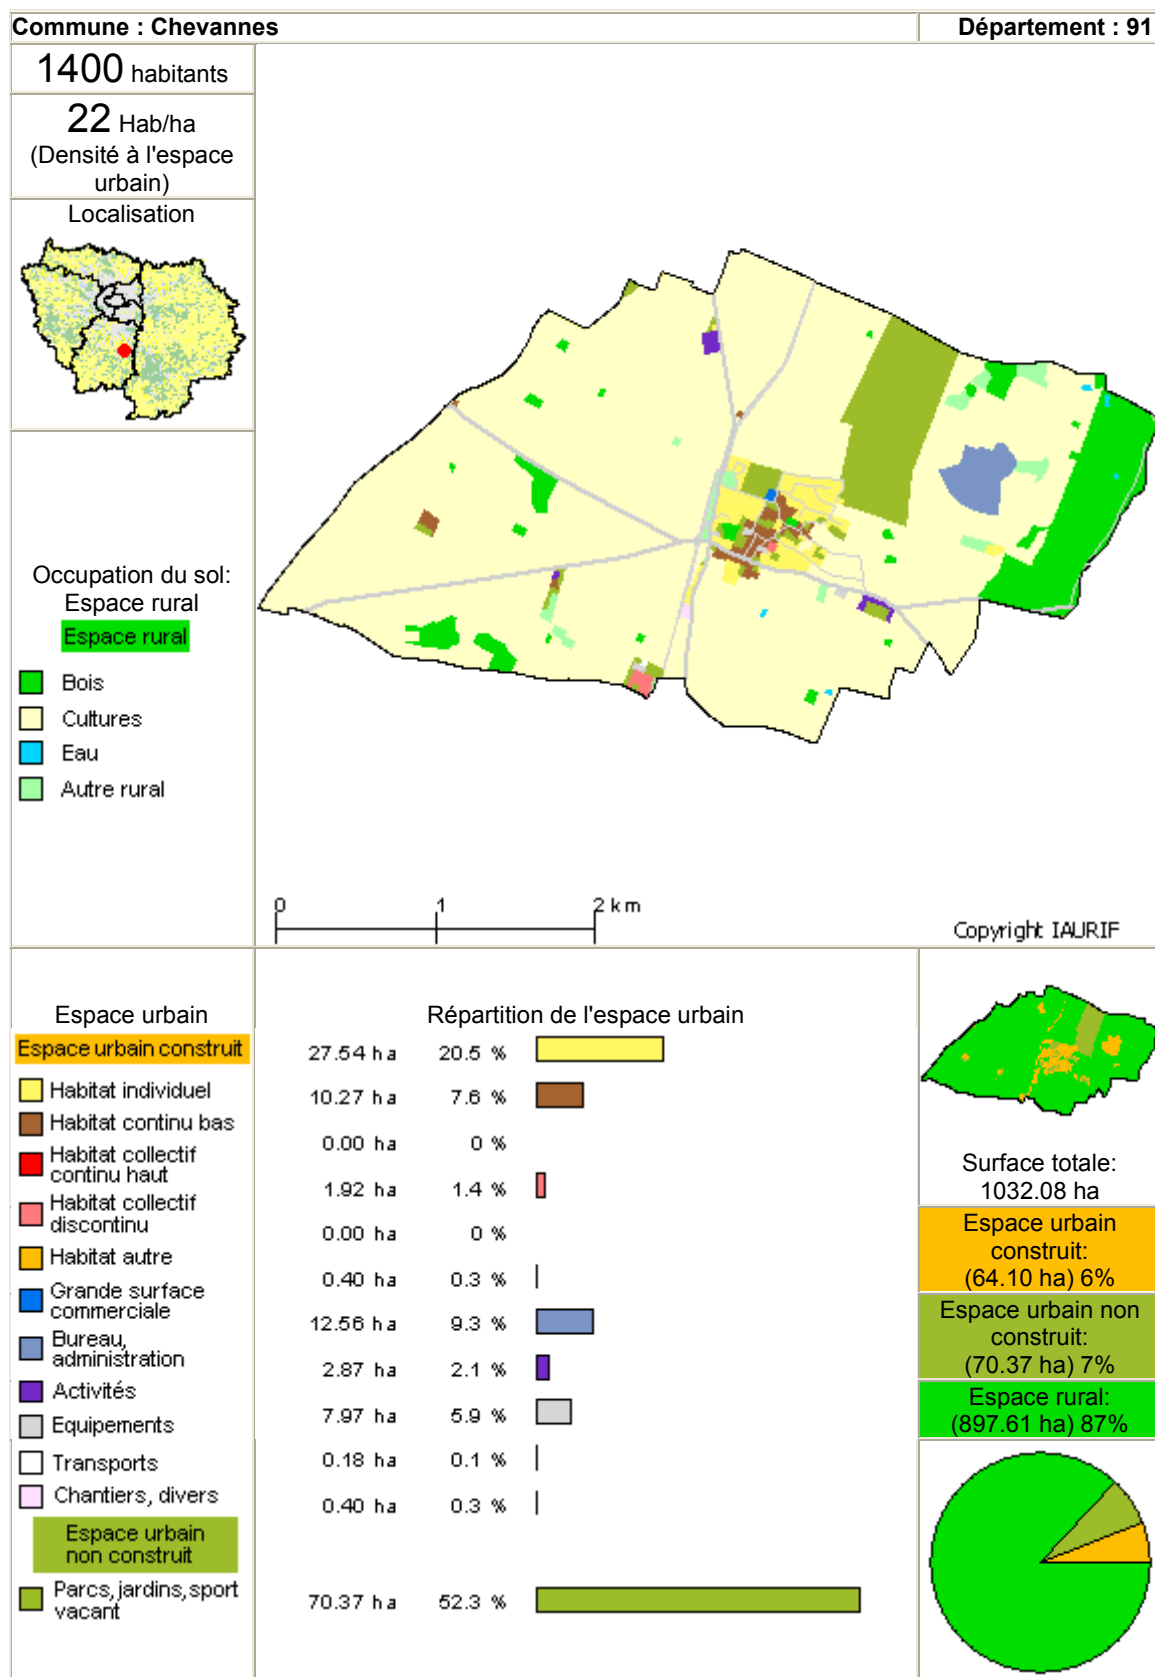 Commune : Chevannes
Département : 91
1400 habitants
22 Hab/ha
(Densité à l'espace
urbain)
Localisation
Occupation du sol:
Espace rural
Espace rural
Bois
Cultures
Eau
Autre rural
0 1 2 km
Copyright IAURIF
Espace urbain
Espace urbain construit
Habitat individuel
Habitat continu bas
Habitat collectif
continu haut
Habitat collectif
discontinu
Habitat autre
Grande surface
commerciale
Bureau,
administration
Activités
Equipements
Transports
Chantiers, divers
Espace urbain
non construit
Parcs, jardins, sport
vacant
Répartition de l'espace urbain
27.54 ha 20.5 %
10.27 ha 7.6 %
0.00 ha 0 %
1.92 ha 1.4 %
0.00 ha 0 %
0.40 ha 0.3 %
12.56 ha 9.3 %
2.87 ha 2.1 %
7.97 ha 5.9 %
0.18 ha 0.1 %
0.40 ha 0.3 %
70.37 ha 52.3 %
Surface totale:
1032.08 ha
Espace urbain
construit:
(64.10 ha) 6%
Espace urbain non
construit:
(70.37 ha) 7%
Espace rural:
(897.61 ha) 87%